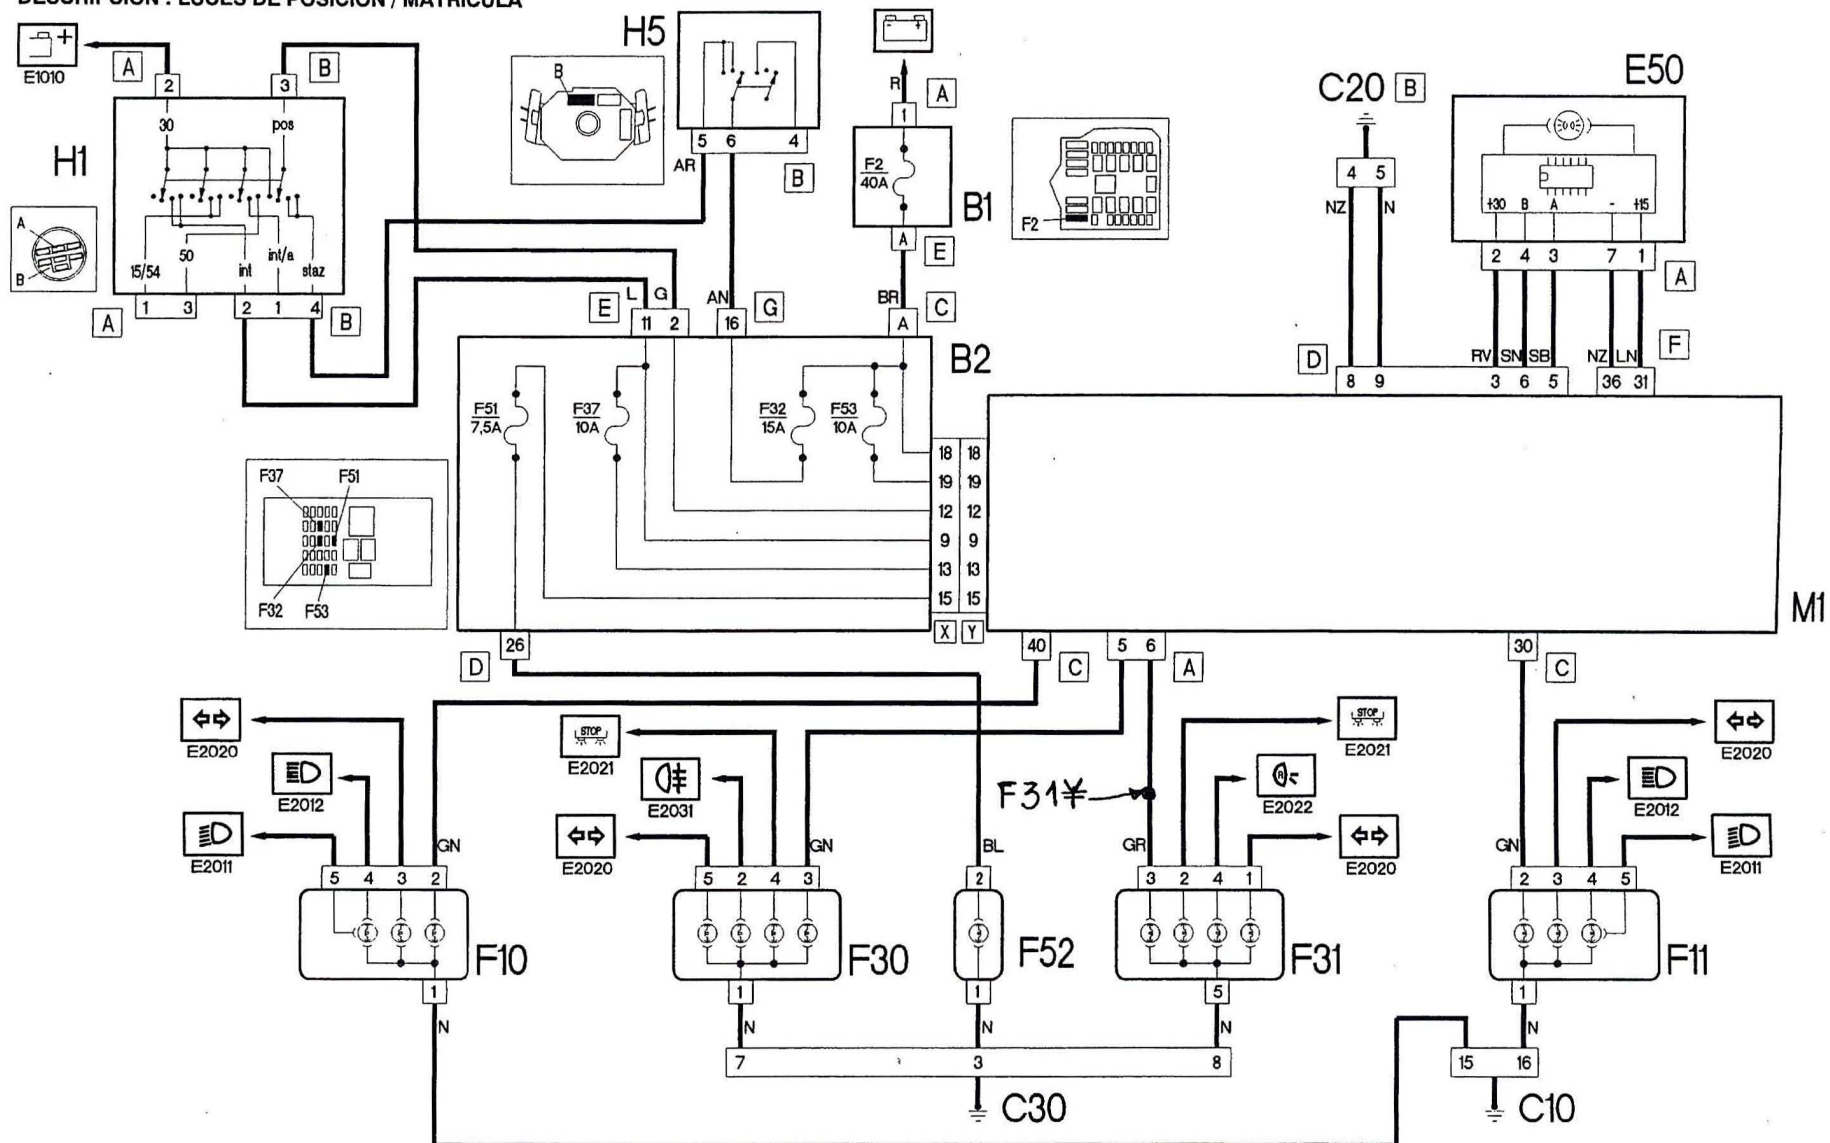 DESCRIPCION : LUCES DE POSICION / MATRICULA
+
E1010
A
2
3
B
30
pos
H1
A
B
15/54
50
int
int/a
staz
A
1
3
2
1
4
B
B
H5
5
6
4
AR
B
R
A
1
F2
40A
B1
A
E
F2
C20
B
4
5
NZ
N
E50
+30
B
A
-
+15
2
4
3
7
1
A
E
L
G
AN
G
BR
C
11
2
16
A
B2
D
RV
SN
SB
NZ
LN
F
8
9
3
6
5
36
31
F51
7,5A
F37
10A
F32
15A
F53
10A
18
18
19
19
12
12
9
9
13
13
15
15
X
Y
F37
F51
F32
F53
M1
26
D
40
C
5
6
A
30
C
E2020
E2012
E2011
GN
STOP
E2021
E2031
E2020
GN
BL
F31¥
GR
STOP
E2021
E2022
E2020
GN
E2020
E2012
E2011
5
4
3
2
5
2
4
3
2
3
2
4
1
2
3
4
5
F10
F30
F52
F31
F11
1
1
1
5
1
N
N
N
N
N
7
3
8
15
16
C30
C10